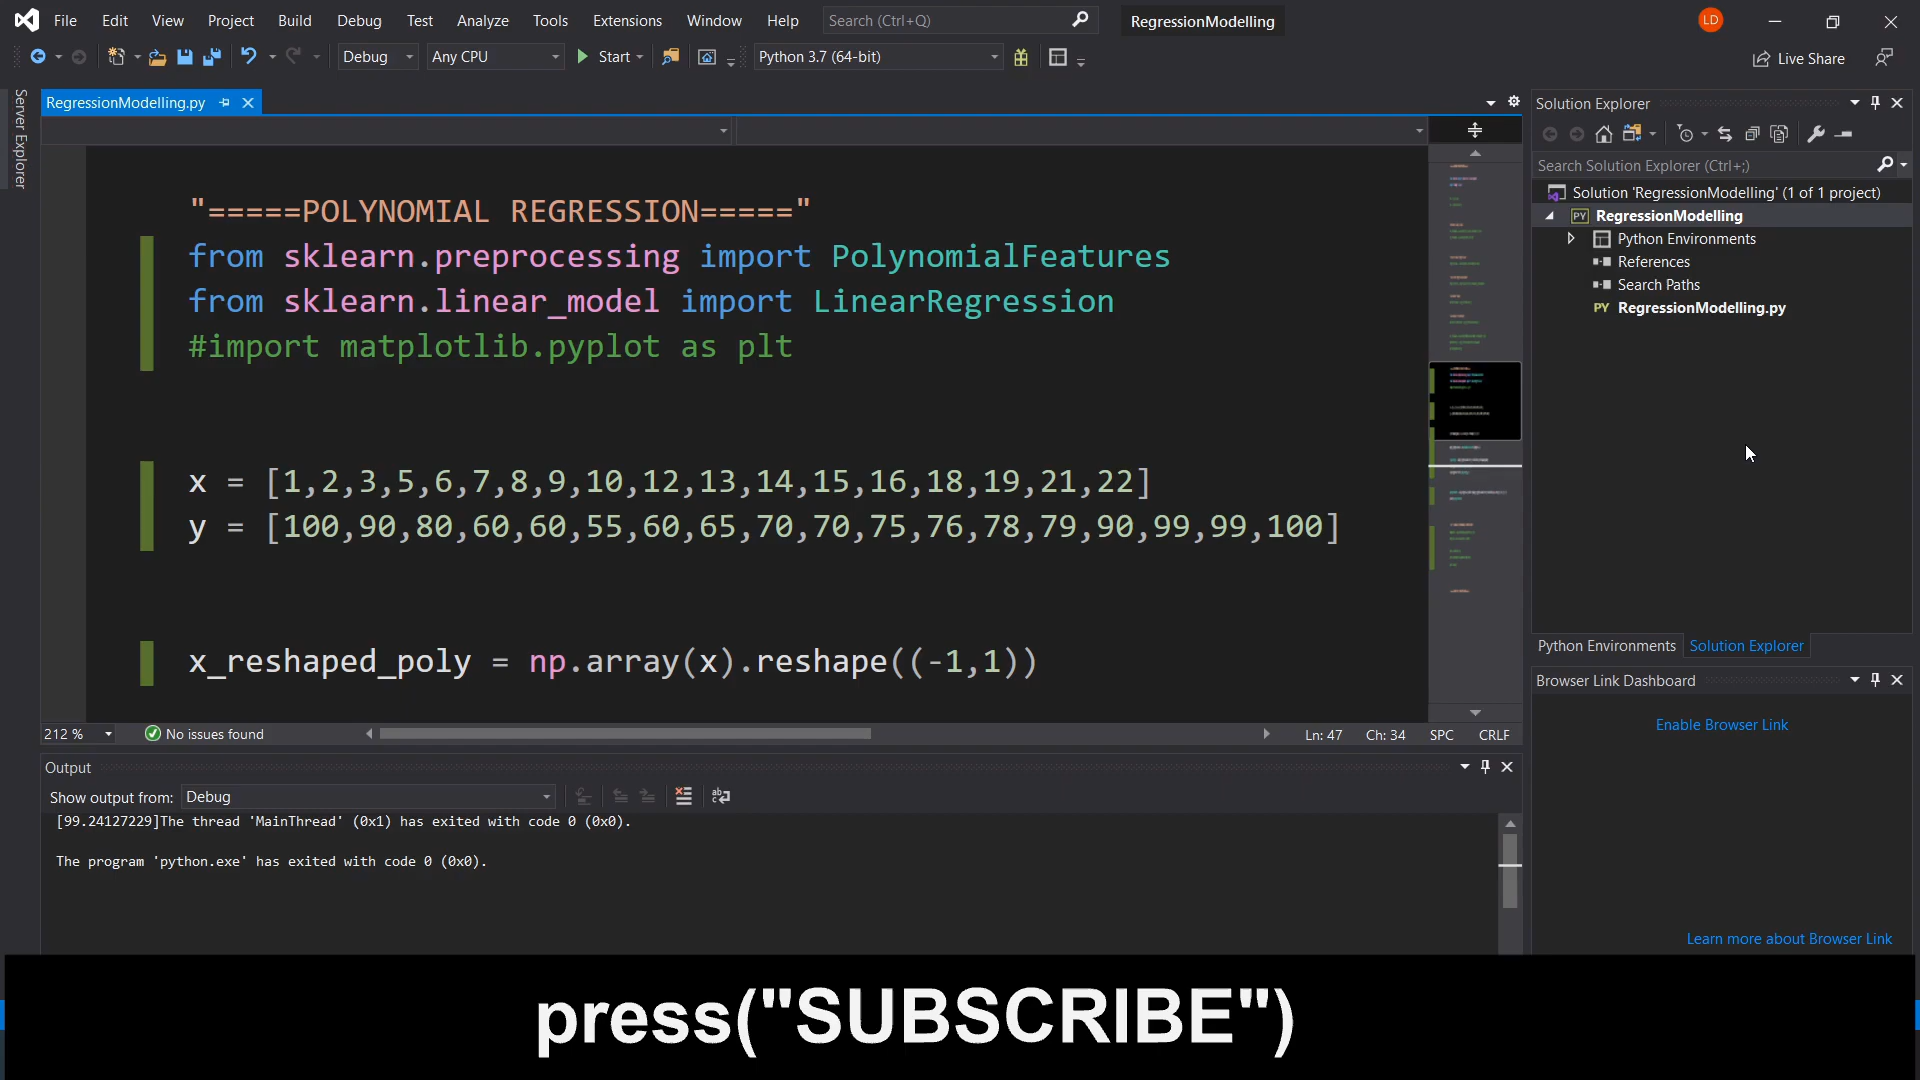 File Edit View Project Build Debug Test Analyze Tools Extensions Window Help Search (Ctrl+Q) RegressionModelling LD
Debug Any CPU Start Python 3.7 (64-bit) Live Share
Server Explorer
RegressionModelling.py
"=====POLYNOMIAL REGRESSION====="
from sklearn.preprocessing import PolynomialFeatures
from sklearn.linear_model import LinearRegression
#import matplotlib.pyplot as plt
x = [1,2,3,5,6,7,8,9,10,12,13,14,15,16,18,19,21,22]
y = [100,90,80,60,60,55,60,65,70,70,75,76,78,79,90,99,99,100]
x_reshaped_poly = np.array(x).reshape((-1,1))
212 % No issues found Ln: 47 Ch: 34 SPC CRLF
Output
Show output from: Debug
[99.24127229]The thread 'MainThread' (0x1) has exited with code 0 (0x0).
The program 'python.exe' has exited with code 0 (0x0).
Solution Explorer
Search Solution Explorer (Ctrl+;)
Solution 'RegressionModelling' (1 of 1 project)
PY RegressionModelling
Python Environments
References
Search Paths
PY RegressionModelling.py
Python Environments Solution Explorer
Browser Link Dashboard
Enable Browser Link
Learn more about Browser Link
press("SUBSCRIBE")